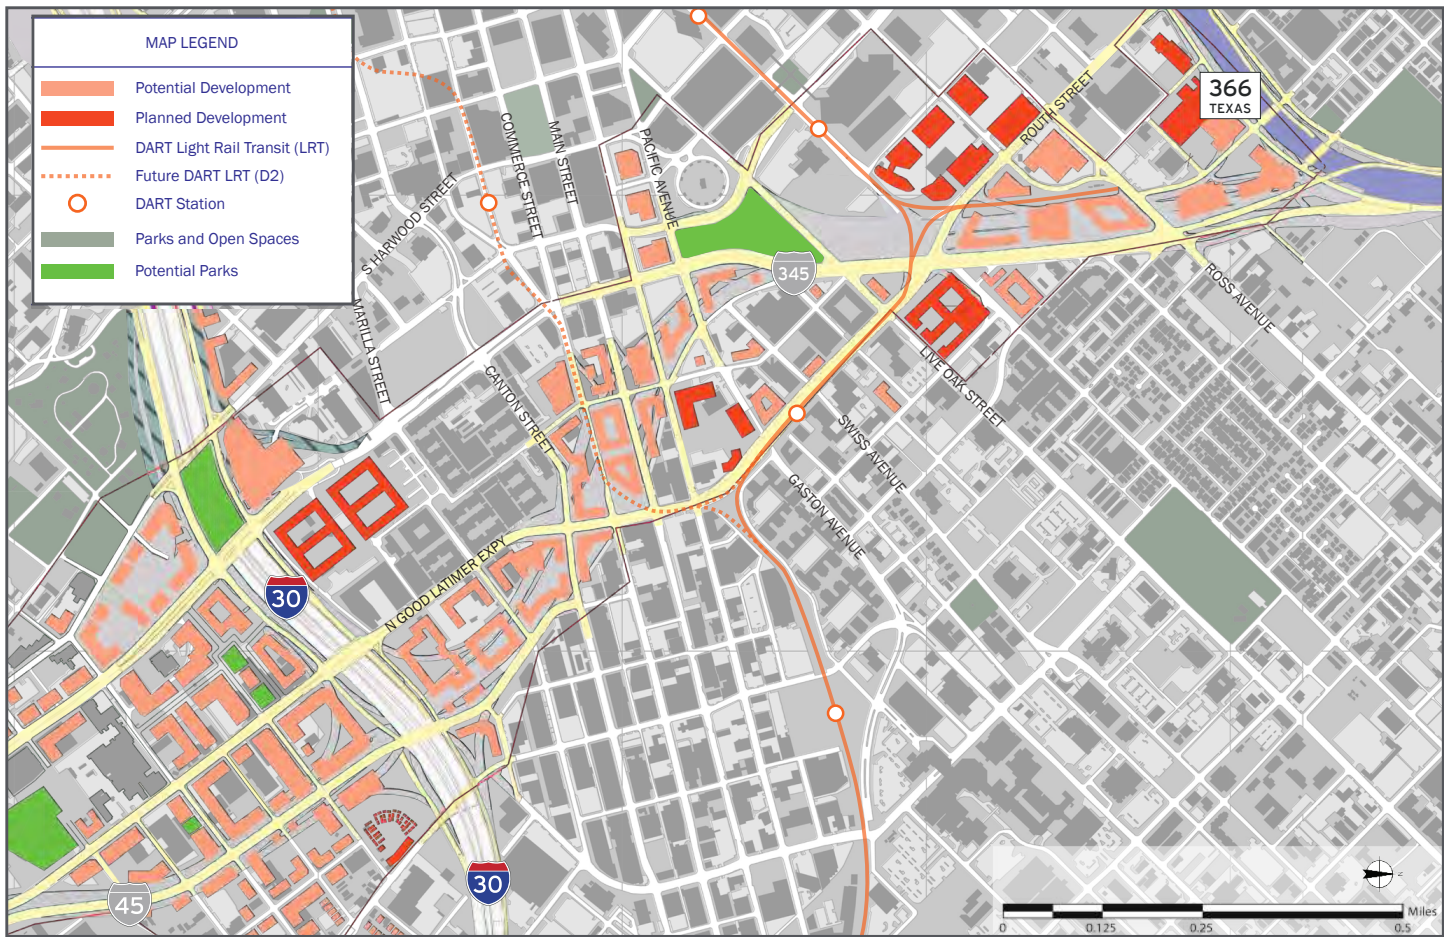 MAP LEGEND
Potential Development
Planned Development
DART Light Rail Transit (LRT)
Future DART LRT (D2)
DART Station
Parks and Open Spaces
Potential Parks
366
TEXAS
ROUTH STREET
COMMERCE STREET
MAIN STREET
PACIFIC AVENUE
S HARWOOD STREET
345
ROSS AVENUE
MARILLA STREET
CANTON STREET
LIVE OAK STREET
SWISS AVENUE
GASTON AVENUE
N GOOD LATIMER EXPY
30
30
45
N
Miles
0
0.125
0.25
0.5